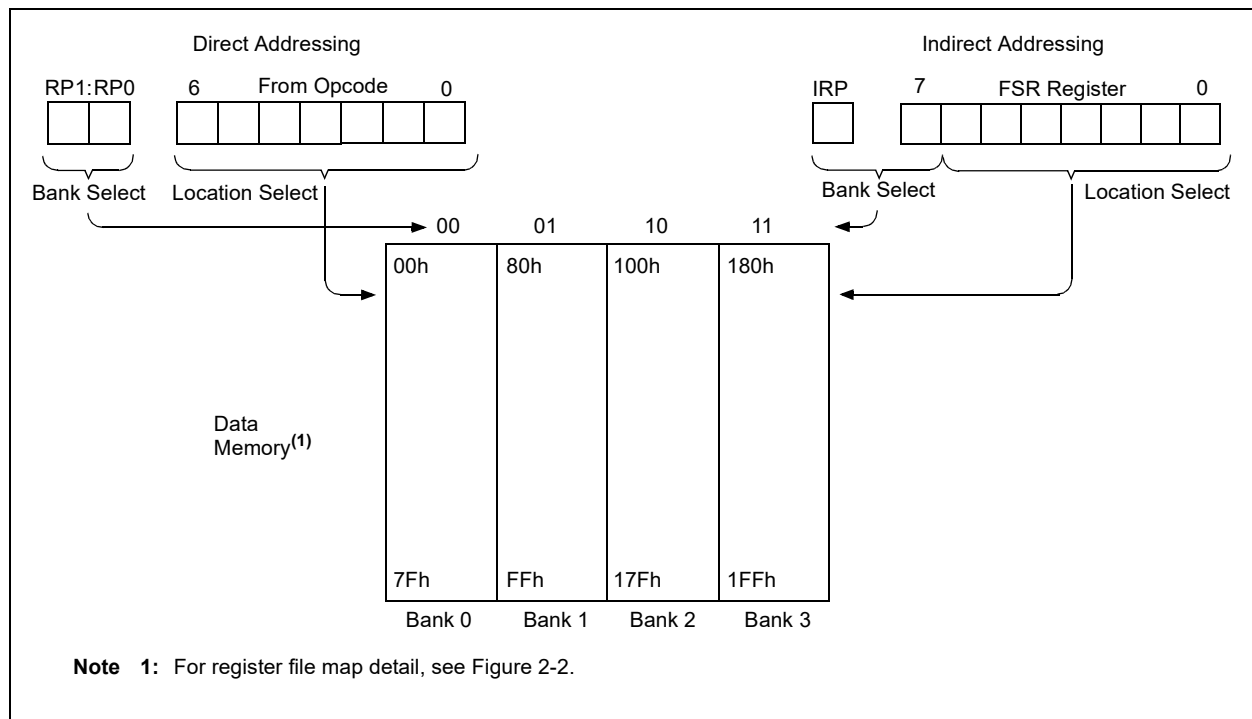 Direct Addressing
Indirect Addressing
RP1:RP0 6 From Opcode 0
IRP 7 FSR Register 0
Bank Select Location Select
Bank Select Location Select
00 01 10 11
00h 80h 100h 180h
Data
Memory(1)
7Fh FFh 17Fh 1FFh
Bank 0 Bank 1 Bank 2 Bank 3
Note 1: For register file map detail, see Figure 2-2.